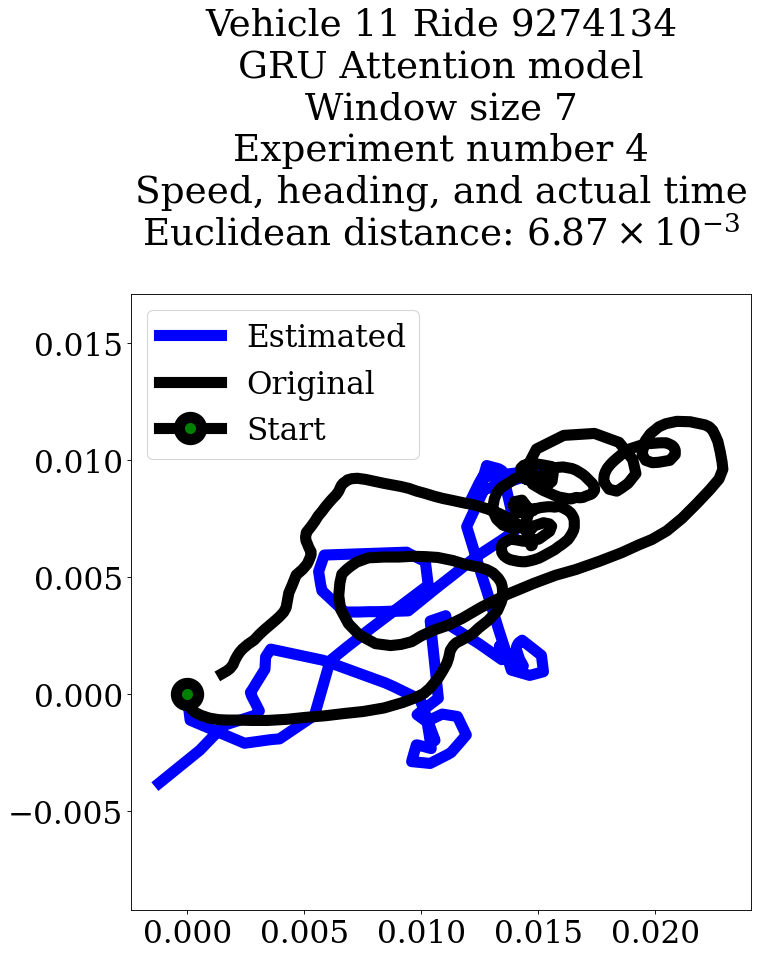 Vehicle 11 Ride 9274134
GRU Attention model
Window size 7
Experiment number 4
Speed, heading, and actual time
Euclidean distance: 6.87 × 10⁻³
Estimated
Original
Start
0.015
0.010
0.005
0.000
−0.005
0.000 0.005 0.010 0.015 0.020